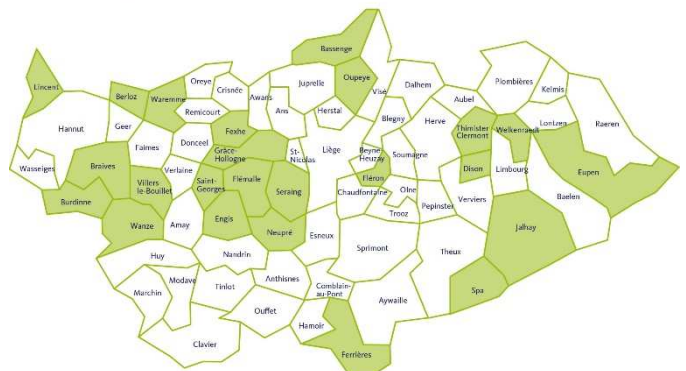 Bassenge
Lincent
Oupeye
Berloz
Waremme
Oreye
Crisnée
Juprelle
Visé
Dalhem
Plombières
Kelmis
Hannut
Geer
Remicourt
Awans
Ans
Herstal
Blegny
Aubel
Faimes
Donceel
Fexhe
Herve
Thimister
Clermont
Welkenraedt
Lontzen
Raeren
Wasseiges
Braives
Villers
le-Bouillet
Verlaine
Grâce-
Hollogne
St-
Nicolas
Liège
Beyne
Heuzay
Soumagne
Dison
Limbourg
Eupen
Burdinne
Saint-
Georges
Flémalle
Seraing
Chaudfontaine
Fléron
Olne
Trooz
Pepinster
Verviers
Baelen
Wanze
Amay
Engis
Neupré
Esneux
Jalhay
Huy
Nandrin
Sprimont
Theux
Marchin
Modave
Tinlot
Anthisnes
Comblain-
au-Pont
Spa
Ouffet
Aywaille
Hamoir
Clavier
Ferrières